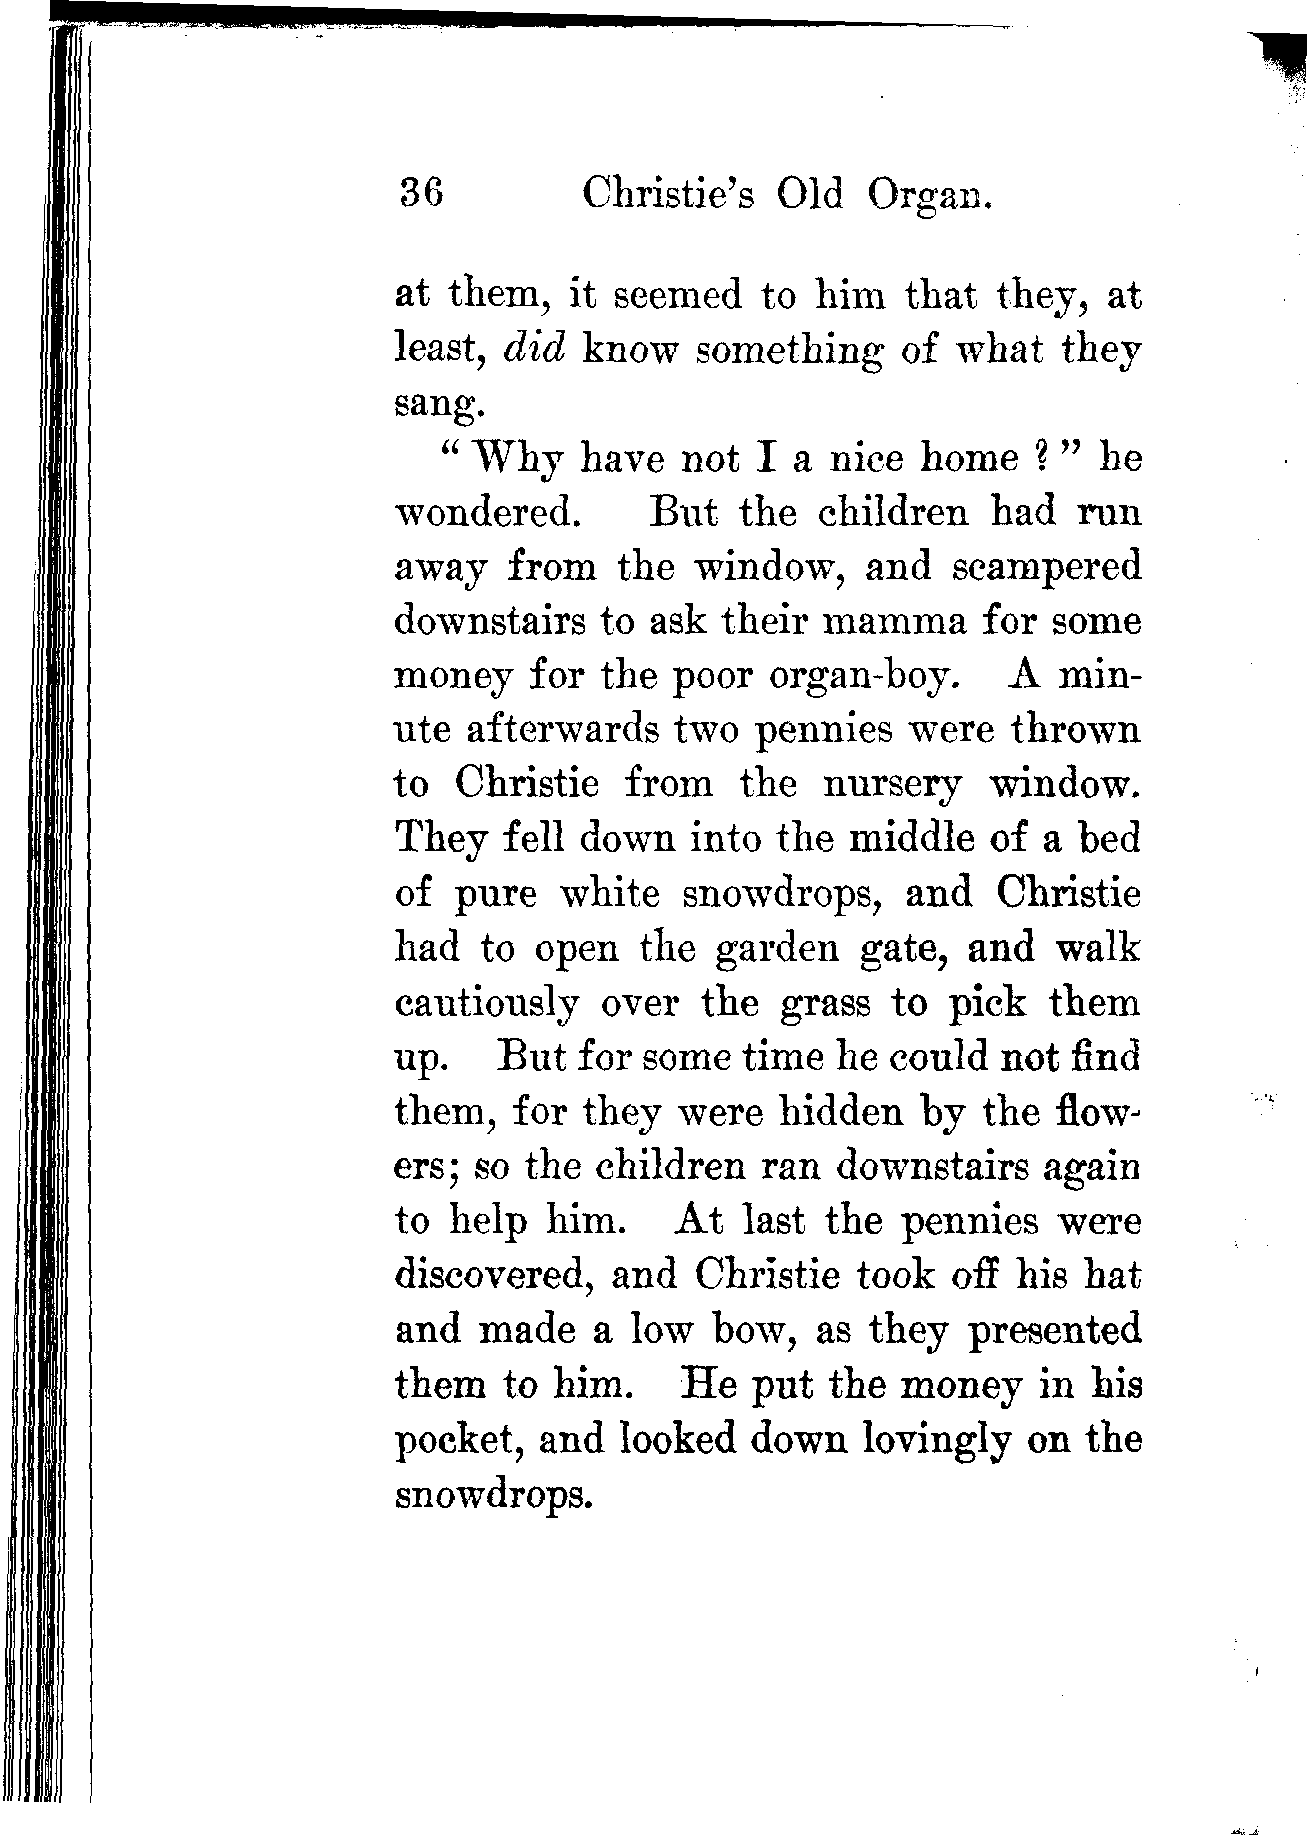 36 Christie's Old Organ.
at them, it seemed to him that they, at
least, did know something of what they
sang.
“ Why have not I a nice home ? ” he
wondered. But the children had run
away from the window, and scampered
downstairs to ask their mamma for some
money for the poor organ-boy. A min-
ute afterwards two pennies were thrown
to Christie from the nursery window.
They fell down into the middle of a bed
of pure white snowdrops, and Christie
had to open the garden gate, and walk
cautiously over the grass to pick them
up. But for some time he could not find
them, for they were hidden by the flow-
ers; so the children ran downstairs again
to help him. At last the pennies were
discovered, and Christie took off his hat
and made a low bow, as they presented
them to him. He put the money in his
pocket, and looked down lovingly on the
snowdrops.